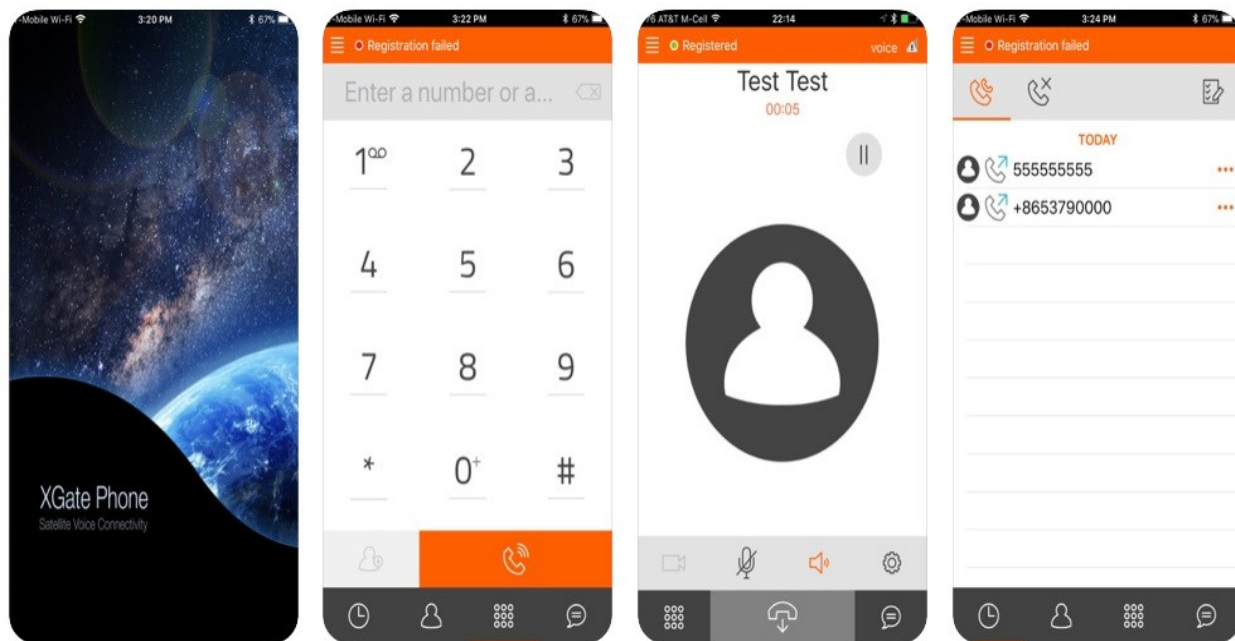 -Mobile Wi-Fi 3:20 PM 67%
XGate Phone
Satellite Voice Connectivity
-Mobile Wi-Fi 3:22 PM 67%
Registration failed
Enter a number or a...
1 2 3
4 5 6
7 8 9
* 0+ #
76 AT&T M-Cell 22:14
Registered voice
Test Test
00:05
-Mobile Wi-Fi 3:24 PM 67%
Registration failed
TODAY
555555555
+8653790000